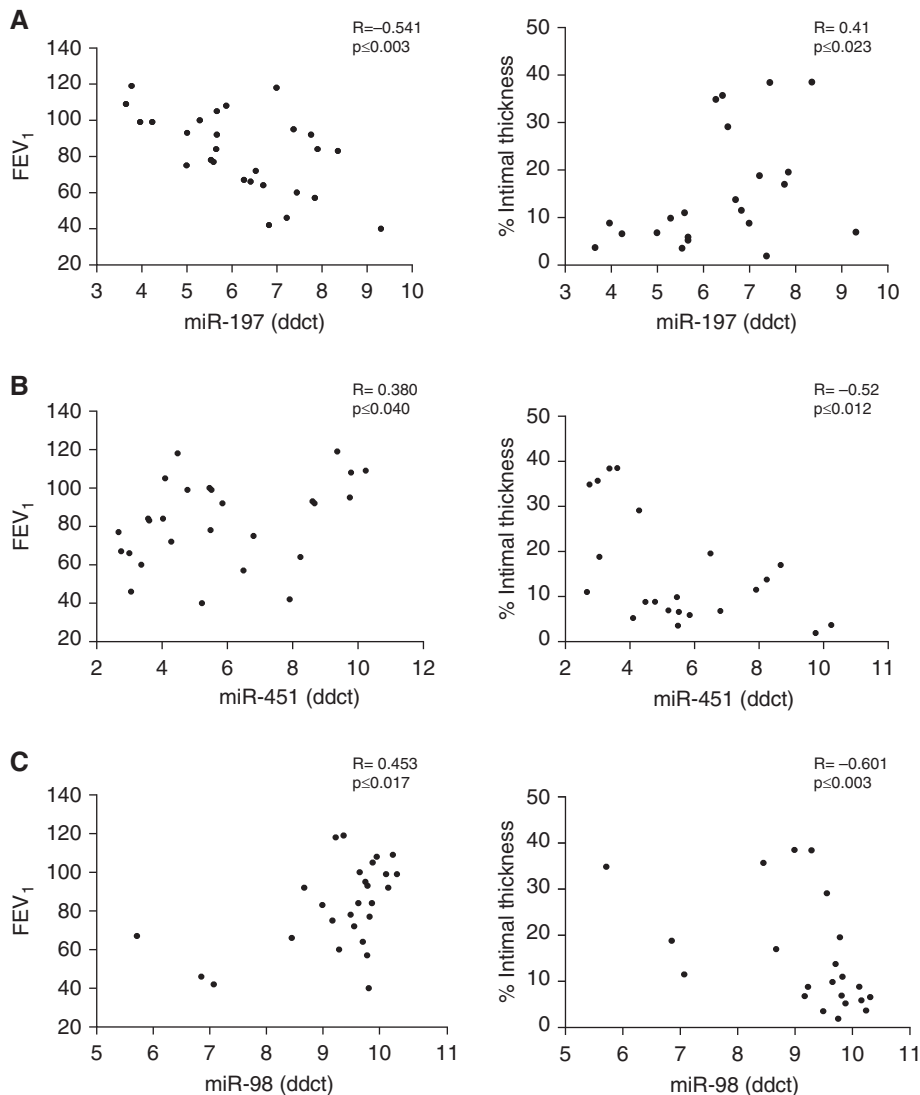 A
R=–0.541
p≤0.003
FEV1
140
120
100
80
60
40
20
3 4 5 6 7 8 9 10
miR-197 (ddct)
R= 0.41
p≤0.023
% Intimal thickness
50
40
30
20
10
0
3 4 5 6 7 8 9 10
miR-197 (ddct)
B
R= 0.380
p≤0.040
FEV1
140
120
100
80
60
40
20
2 4 6 8 10 12
miR-451 (ddct)
R= –0.52
p≤0.012
% Intimal thickness
50
40
30
20
10
0
2 4 6 8 10 11
miR-451 (ddct)
C
R= 0.453
p≤0.017
FEV1
140
120
100
80
60
40
20
5 6 7 8 9 10 11
miR-98 (ddct)
R= –0.601
p≤0.003
% Intimal thickness
50
40
30
20
10
0
5 6 7 8 9 10 11
miR-98 (ddct)